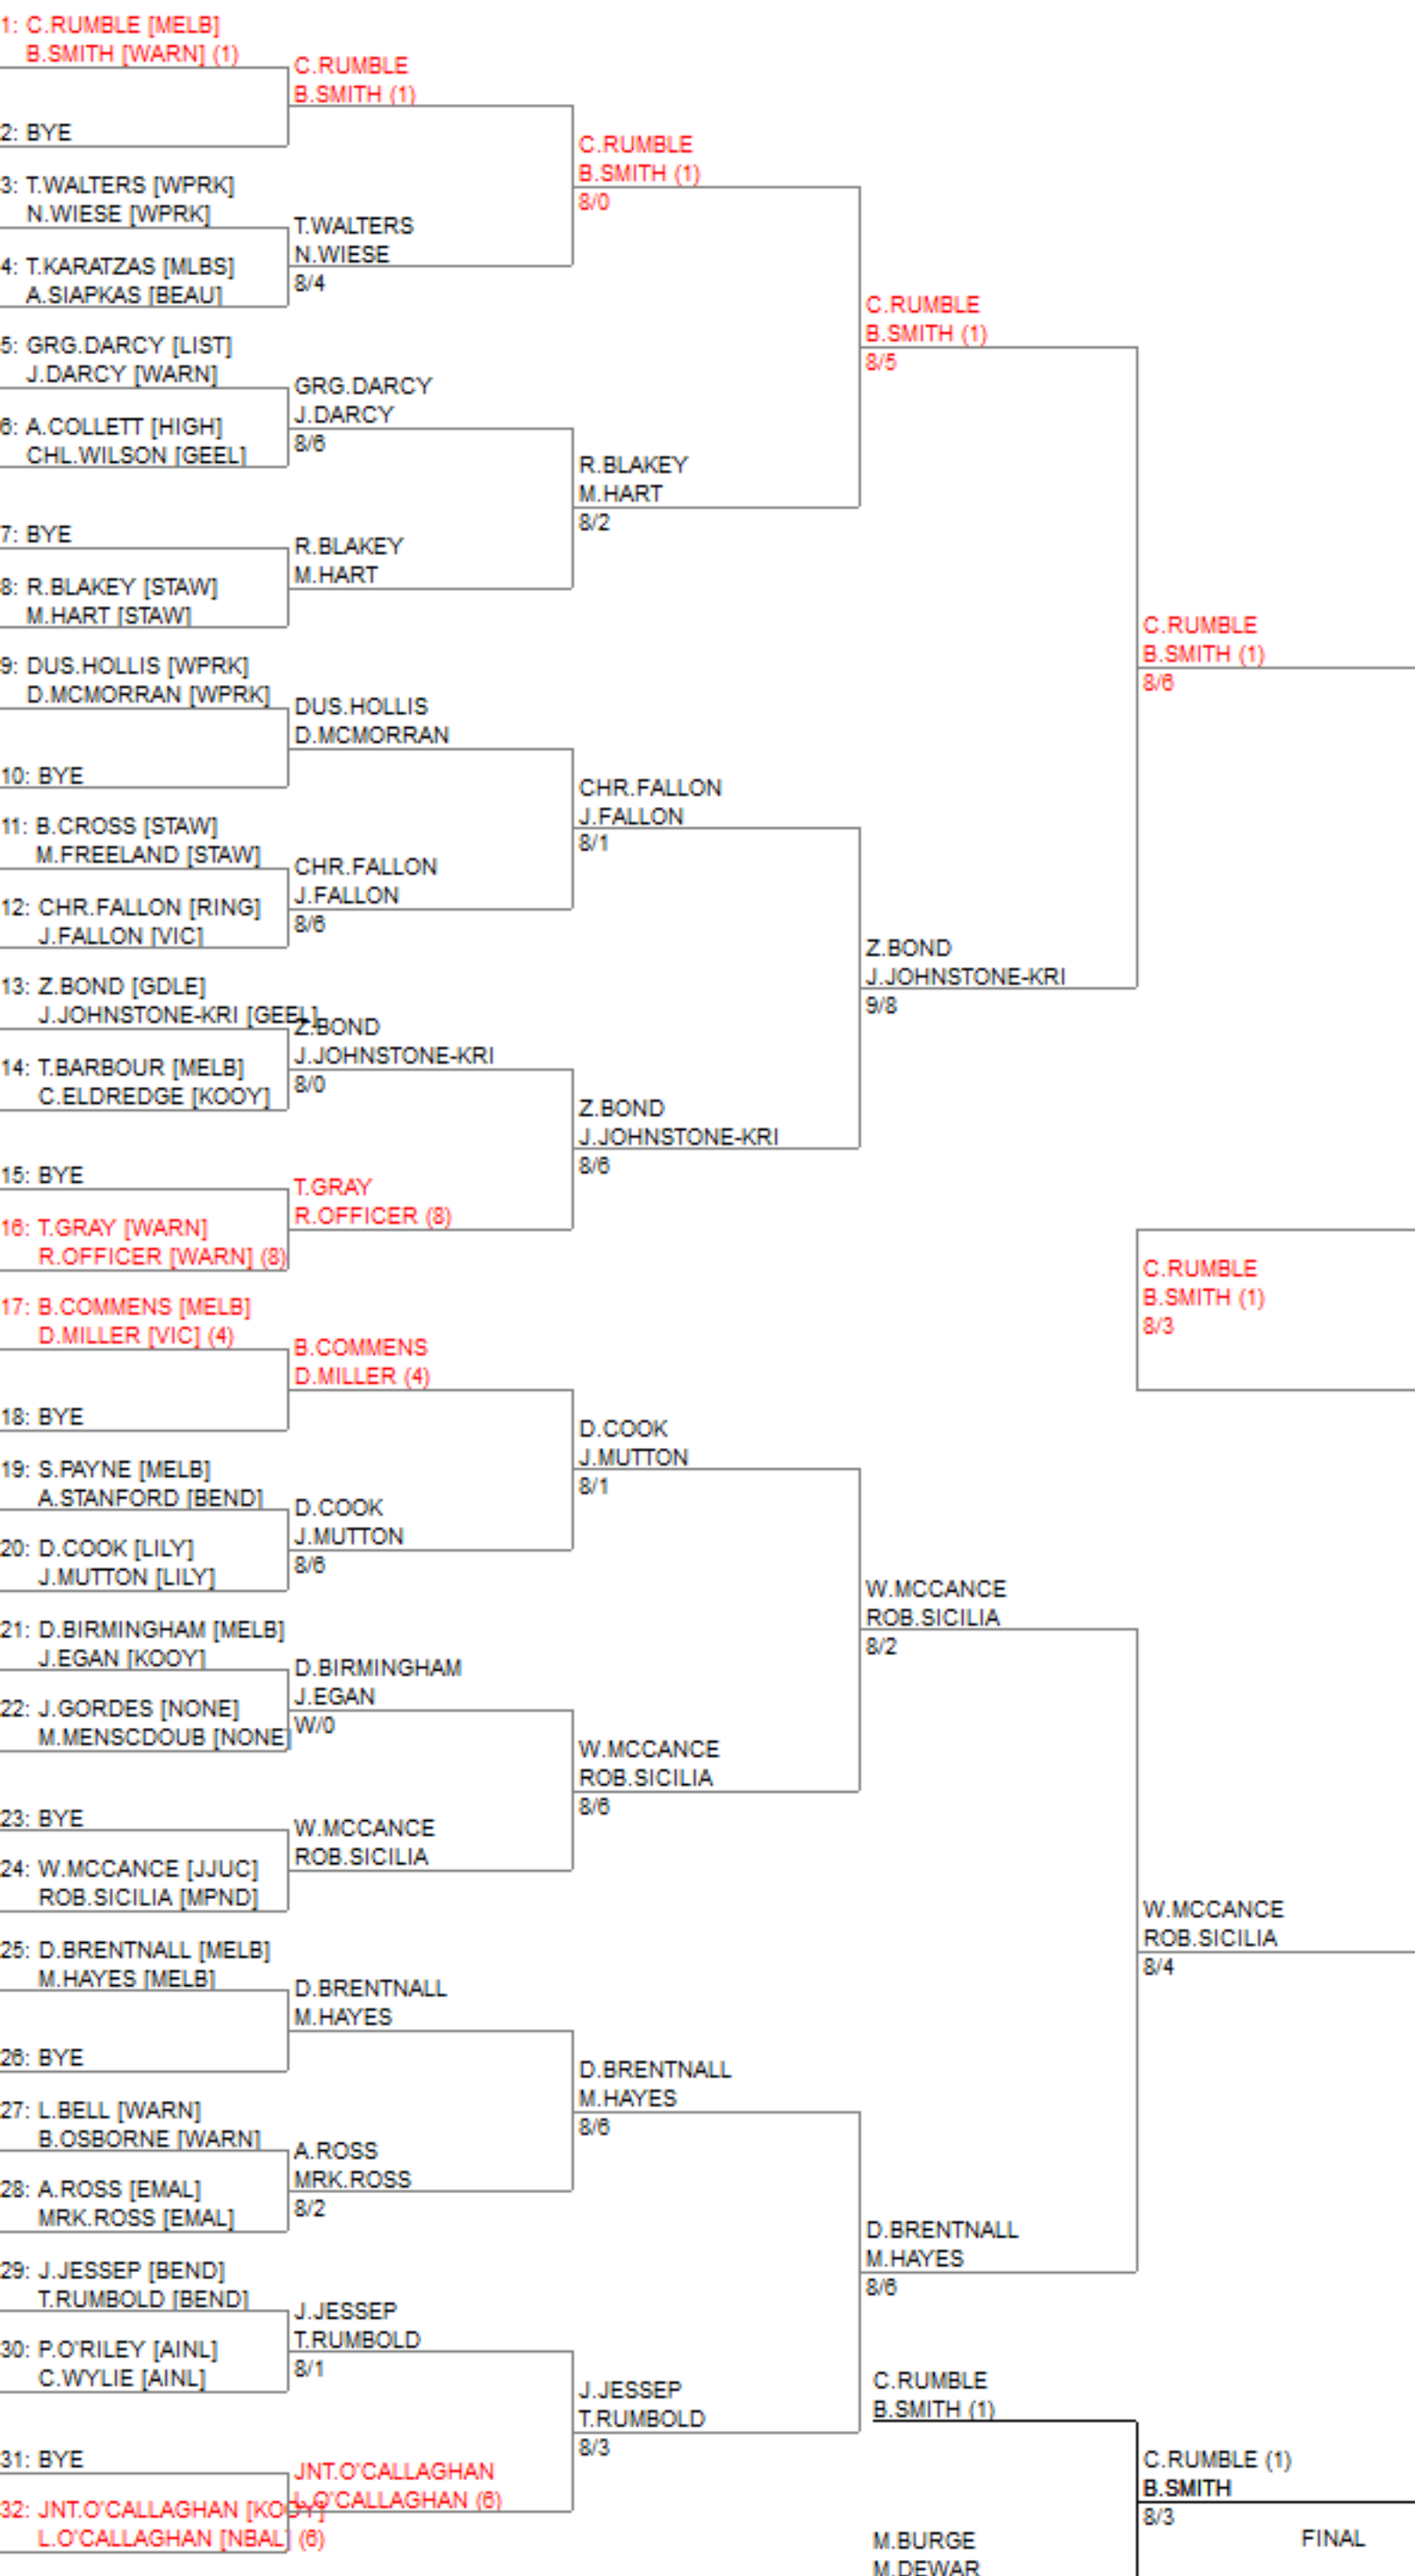 1: C.RUMBLE [MELB]
B.SMITH [WARN] (1)
2: BYE
3: T.WALTERS [WPRK]
N.WIESE [WPRK]
4: T.KARATZAS [MLBS]
A.SIAPKAS [BEAU]
5: GRG.DARCY [LIST]
J.DARCY [WARN]
6: A.COLLETT [HIGH]
CHL.WILSON [GEEL]
7: BYE
8: R.BLAKEY [STAW]
M.HART [STAW]
9: DUS.HOLLIS [WPRK]
D.MCMORRAN [WPRK]
10: BYE
11: B.CROSS [STAW]
M.FREELAND [STAW]
12: CHR.FALLON [RING]
J.FALLON [VIC]
13: Z.BOND [GDLE]
J.JOHNSTONE-KRI [GEEL]
14: T.BARBOUR [MELB]
C.ELDREDGE [KOOY]
15: BYE
16: T.GRAY [WARN]
R.OFFICER [WARN] (8)
17: B.COMMENS [MELB]
D.MILLER [VIC] (4)
18: BYE
19: S.PAYNE [MELB]
A.STANFORD [BEND]
20: D.COOK [LILY]
J.MUTTON [LILY]
21: D.BIRMINGHAM [MELB]
J.EGAN [KOOY]
22: J.GORDES [NONE]
M.MENSCDOUB [NONE]
23: BYE
24: W.MCCANCE [JJUC]
ROB.SICILIA [MPND]
25: D.BRENTNALL [MELB]
M.HAYES [MELB]
26: BYE
27: L.BELL [WARN]
B.OSBORNE [WARN]
28: A.ROSS [EMAL]
MRK.ROSS [EMAL]
29: J.JESSEP [BEND]
T.RUMBOLD [BEND]
30: P.O'RILEY [AINL]
C.WYLIE [AINL]
31: BYE
32: JNT.O'CALLAGHAN [KOOY]
L.O'CALLAGHAN [NBAL] (6)
C.RUMBLE
B.SMITH (1)
T.WALTERS
N.WIESE
8/4
GRG.DARCY
J.DARCY
8/6
R.BLAKEY
M.HART
DUS.HOLLIS
D.MCMORRAN
CHR.FALLON
J.FALLON
8/6
Z.BOND
J.JOHNSTONE-KRI
8/0
T.GRAY
R.OFFICER (8)
B.COMMENS
D.MILLER (4)
D.COOK
J.MUTTON
8/6
D.BIRMINGHAM
J.EGAN
W/0
W.MCCANCE
ROB.SICILIA
D.BRENTNALL
M.HAYES
A.ROSS
MRK.ROSS
8/2
J.JESSEP
T.RUMBOLD
8/1
JNT.O'CALLAGHAN
L.O'CALLAGHAN (6)
C.RUMBLE
B.SMITH (1)
8/0
R.BLAKEY
M.HART
8/2
CHR.FALLON
J.FALLON
8/1
Z.BOND
J.JOHNSTONE-KRI
8/6
D.COOK
J.MUTTON
8/1
W.MCCANCE
ROB.SICILIA
8/6
D.BRENTNALL
M.HAYES
8/6
J.JESSEP
T.RUMBOLD
8/3
C.RUMBLE
B.SMITH (1)
8/5
Z.BOND
J.JOHNSTONE-KRI
9/8
W.MCCANCE
ROB.SICILIA
8/2
D.BRENTNALL
M.HAYES
8/6
C.RUMBLE
B.SMITH (1)
8/6
C.RUMBLE
B.SMITH (1)
8/3
W.MCCANCE
ROB.SICILIA
8/4
C.RUMBLE
B.SMITH (1)
M.BURGE
M.DEWAR
C.RUMBLE (1)
B.SMITH
8/3
FINAL